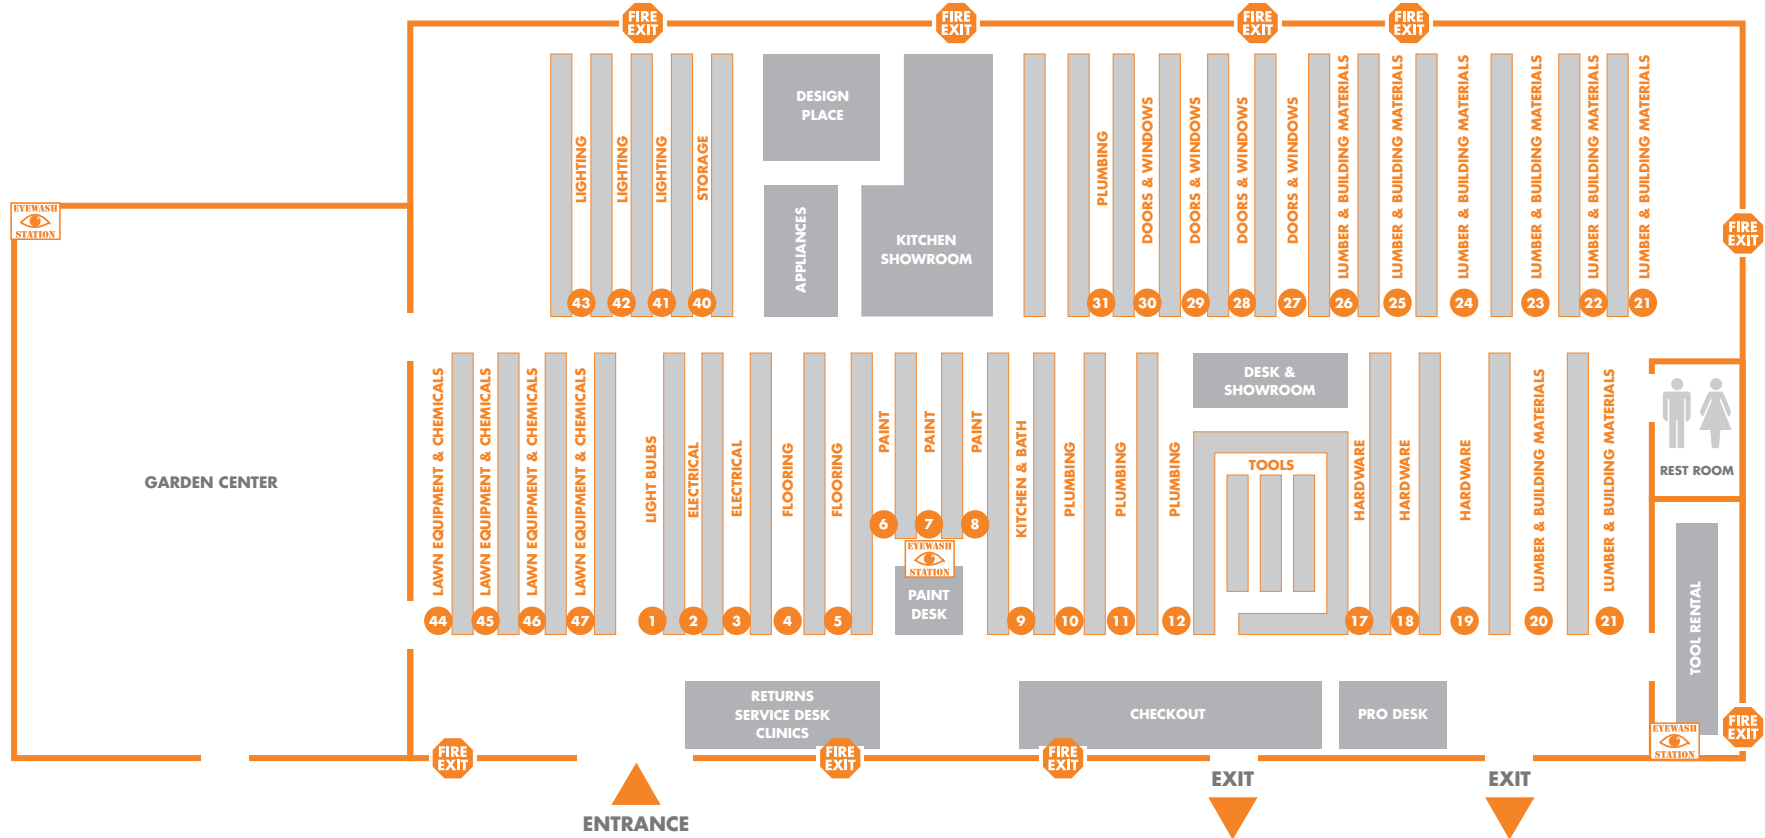 FIRE
EXIT
FIRE
EXIT
FIRE
EXIT
FIRE
EXIT
LIGHTING
LIGHTING
LIGHTING
STORAGE
DESIGN
PLACE
APPLIANCES
KITCHEN
SHOWROOM
PLUMBING
DOORS & WINDOWS
DOORS & WINDOWS
DOORS & WINDOWS
DOORS & WINDOWS
LUMBER & BUILDING MATERIALS
LUMBER & BUILDING MATERIALS
LUMBER & BUILDING MATERIALS
LUMBER & BUILDING MATERIALS
LUMBER & BUILDING MATERIALS
LUMBER & BUILDING MATERIALS
EYEWASH
STATION
FIRE
EXIT
43
42
41
40
31
30
29
28
27
26
25
24
23
22
21
GARDEN CENTER
LAWN EQUIPMENT & CHEMICALS
LAWN EQUIPMENT & CHEMICALS
LAWN EQUIPMENT & CHEMICALS
LAWN EQUIPMENT & CHEMICALS
LIGHT BULBS
ELECTRICAL
ELECTRICAL
FLOORING
FLOORING
PAINT
PAINT
PAINT
6
7
8
EYEWASH
STATION
PAINT
DESK
KITCHEN & BATH
PLUMBING
PLUMBING
PLUMBING
DESK &
SHOWROOM
TOOLS
HARDWARE
HARDWARE
HARDWARE
LUMBER & BUILDING MATERIALS
LUMBER & BUILDING MATERIALS
REST ROOM
44
45
46
47
1
2
3
4
5
9
10
11
12
17
18
19
20
21
TOOL RENTAL
RETURNS
SERVICE DESK
CLINICS
CHECKOUT
PRO DESK
EYEWASH
STATION
FIRE
EXIT
FIRE
EXIT
FIRE
EXIT
FIRE
EXIT
ENTRANCE
EXIT
EXIT